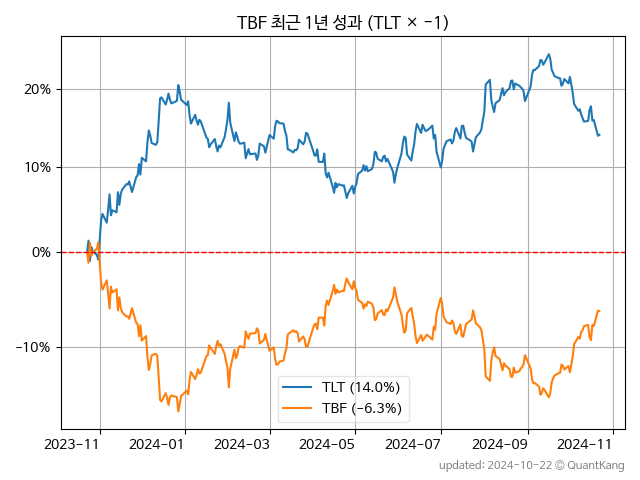 TBF 최근 1년 성과 (TLT × −1)
20%
10%
0%
−10%
TLT (14.0%)
TBF (−6.3%)
2023−11
2024−01
2024−03
2024−05
2024−07
2024−09
2024−11
updated: 2024-10-22 © QuantKang